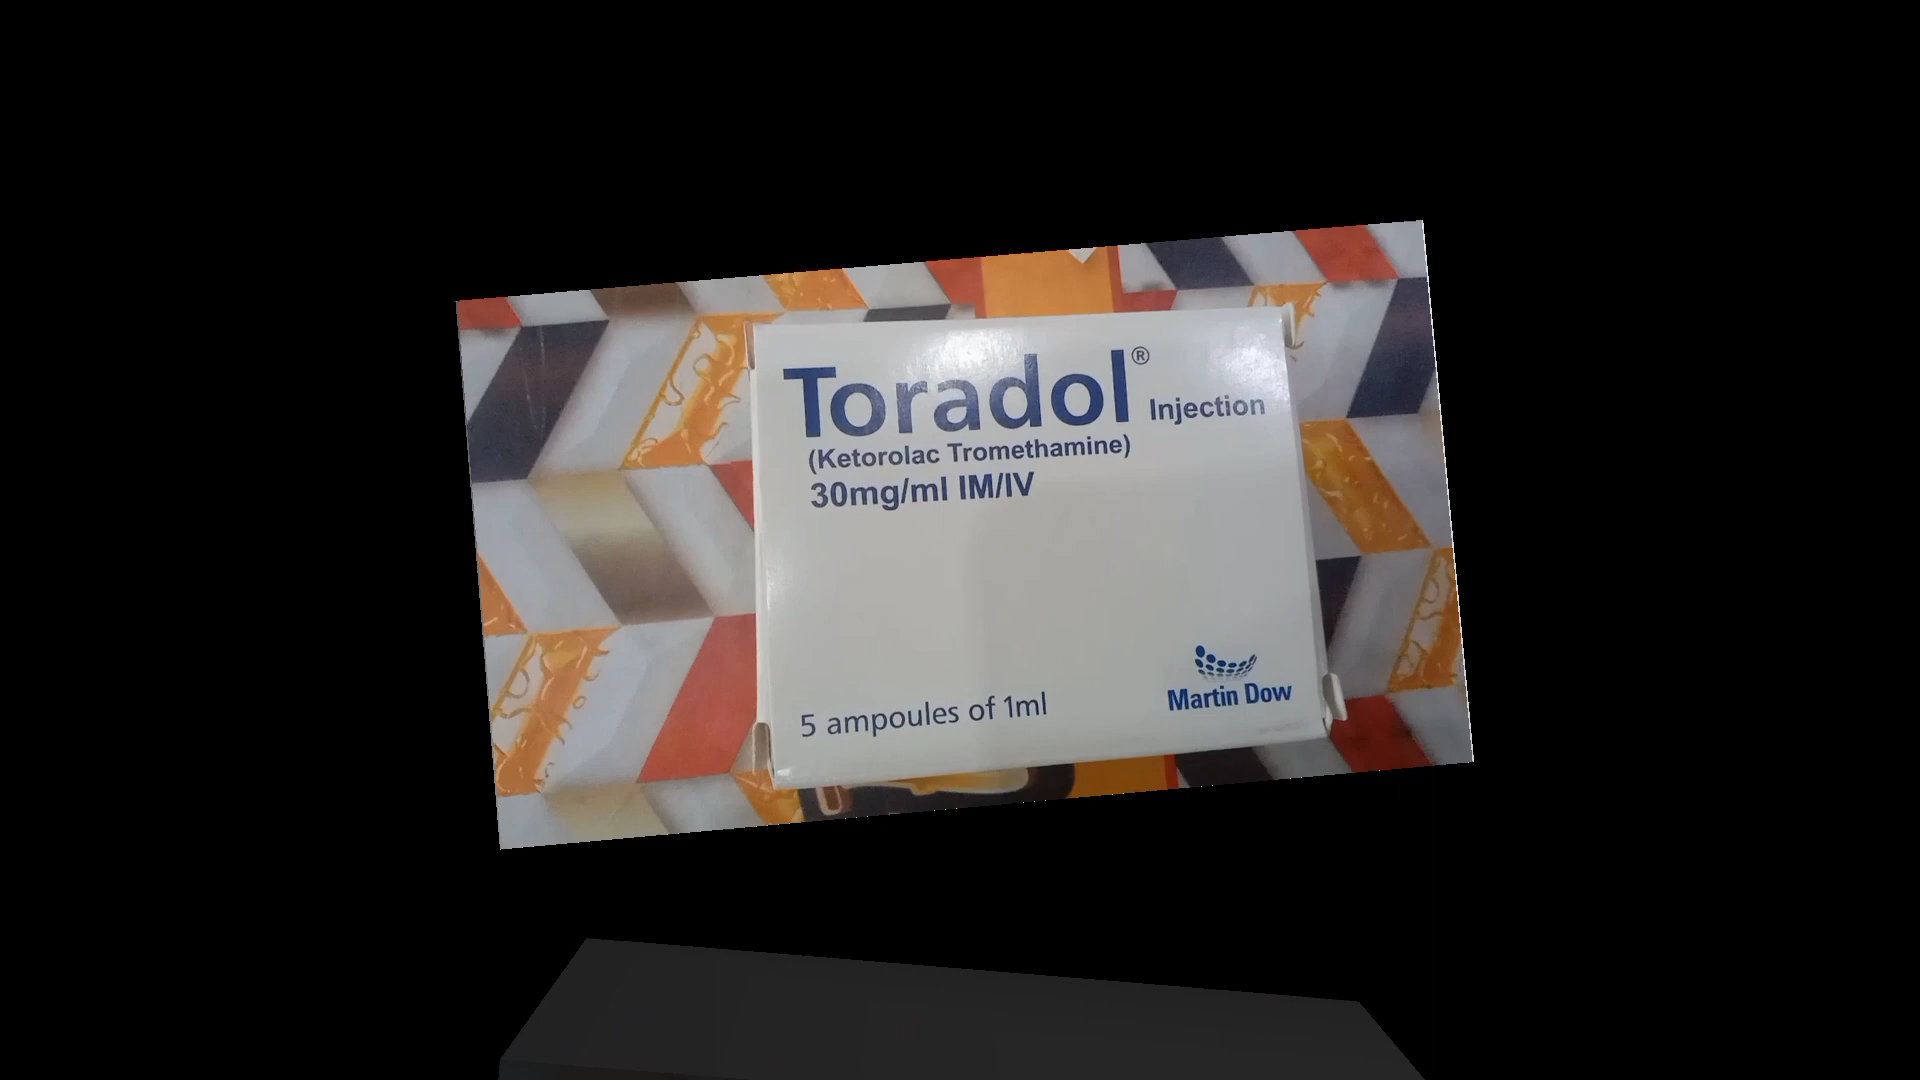 Toradol® Injection
(Ketorolac Tromethamine)
30mg/ml IM/IV
5 ampoules of 1ml
Martin Dow